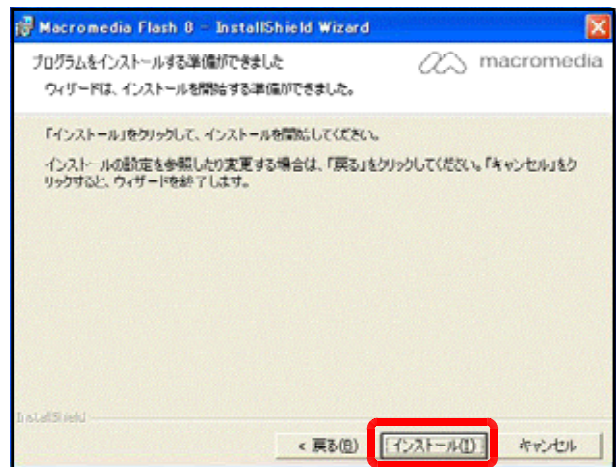 Macromedia Flash 8 - InstallShield Wizard
プログラムをインストールする準備ができました
macromedia
ウィザードは、インストールを開始する準備ができました。
「インストール」をクリックして、インストールを開始してください。
インストールの設定を参照したり変更する場合は、「戻る」をクリックしてください。「キャンセル」をク
リックすると、ウィザードを終了します。
InstallShield
< 戻る(B)
インストール(I)
キャンセル